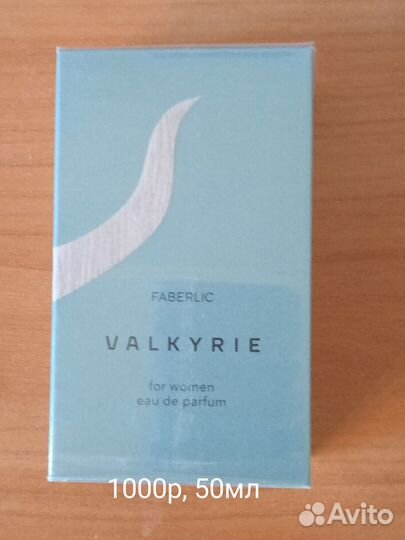 FABERLIC
VALKYRIE
for women
eau de parfum
1000р, 50мл
Avito